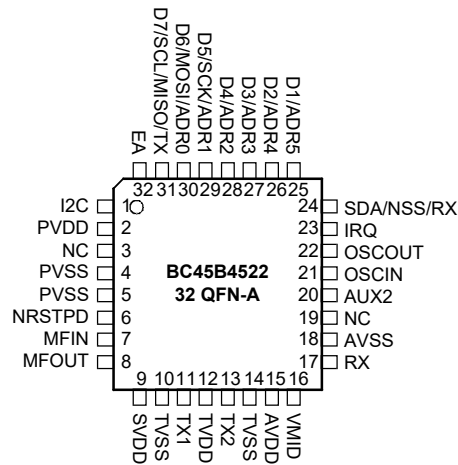 EA
D7/SCL/MISO/TX
D6/MOSI/ADR0
D5/SCK/ADR1
D4/ADR2
D3/ADR3
D2/ADR4
D1/ADR5
32 31 30 29 28 27 26 25
I2C 1 24 SDA/NSS/RX
PVDD 2 23 IRQ
NC 3 22 OSCOUT
PVSS 4 BC45B4522 21 OSCIN
PVSS 5 32 QFN-A 20 AUX2
NRSTPD 6 19 NC
MFIN 7 18 AVSS
MFOUT 8 17 RX
9 10 11 12 13 14 15 16
SVDD
TVSS
TX1
TVDD
TX2
TVSS
AVDD
VMID